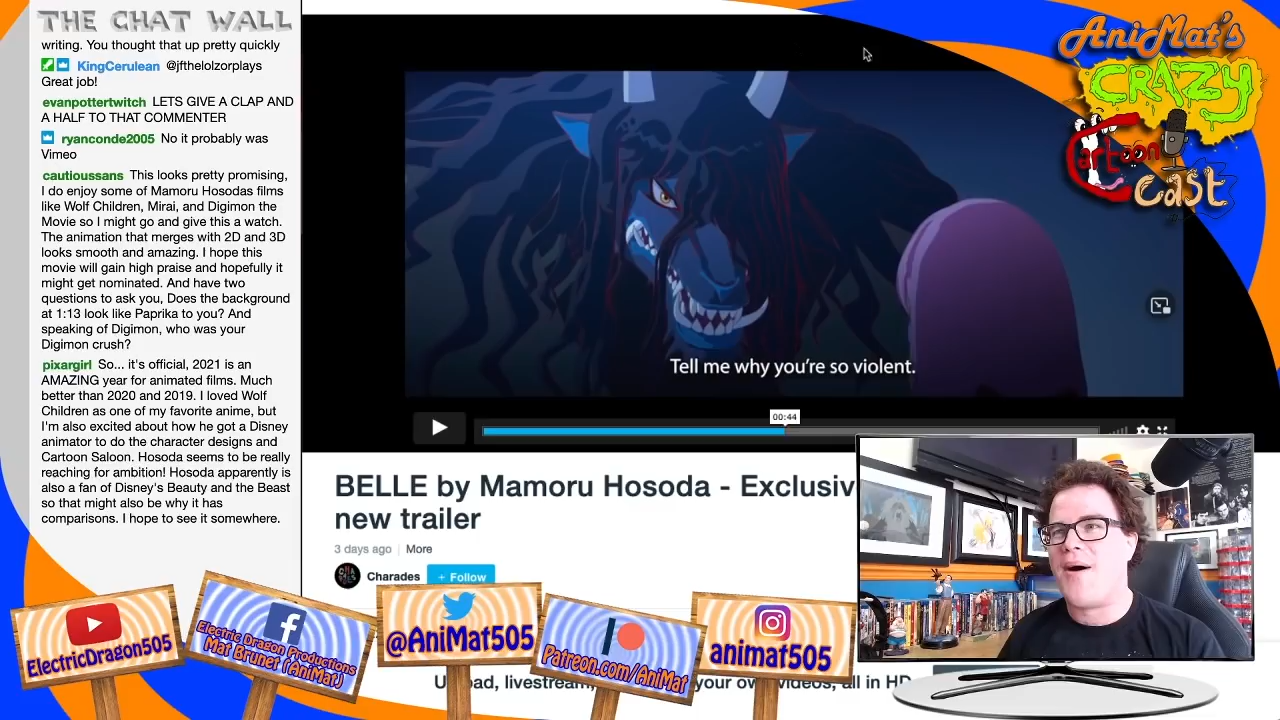 THE CHAT WALL
writing. You thought that up pretty quickly
KingCerulean @jfthelolzorplays
Great job!
evanpottertwitch LETS GIVE A CLAP AND
A HALF TO THAT COMMENTER
ryanconde2005 No it probably was
Vimeo
cautioussans This looks pretty promising,
I do enjoy some of Mamoru Hosodas films
like Wolf Children, Mirai, and Digimon the
Movie so I might go and give this a watch.
The animation that merges with 2D and 3D
looks smooth and amazing. I hope this
movie will gain high praise and hopefully it
might get nominated. And have two
questions to ask you, Does the background
at 1:13 look like Paprika to you? And
speaking of Digimon, who was your
Digimon crush?
pixargirl So... it's official, 2021 is an
AMAZING year for animated films. Much
better than 2020 and 2019. I loved Wolf
Children as one of my favorite anime, but
I'm also excited about how he got a Disney
animator to do the character designs and
Cartoon Saloon. Hosoda seems to be really
reaching for ambition! Hosoda apparently is
also a fan of Disney's Beauty and the Beast
so that might also be why it has
comparisons. I hope to see it somewhere.
AniMat's
CRAZY
Cartoon
Cast
Tell me why you're so violent.
00:44
BELLE by Mamoru Hosoda - Exclusiv
new trailer
3 days ago More
Charades + Follow
ElectricDragon505
Electric Dragon Productions
Mat Brunet (AniMat)
@AniMat505
Patreon.com/AniMat
animat505
livestream, your videos, all in HD